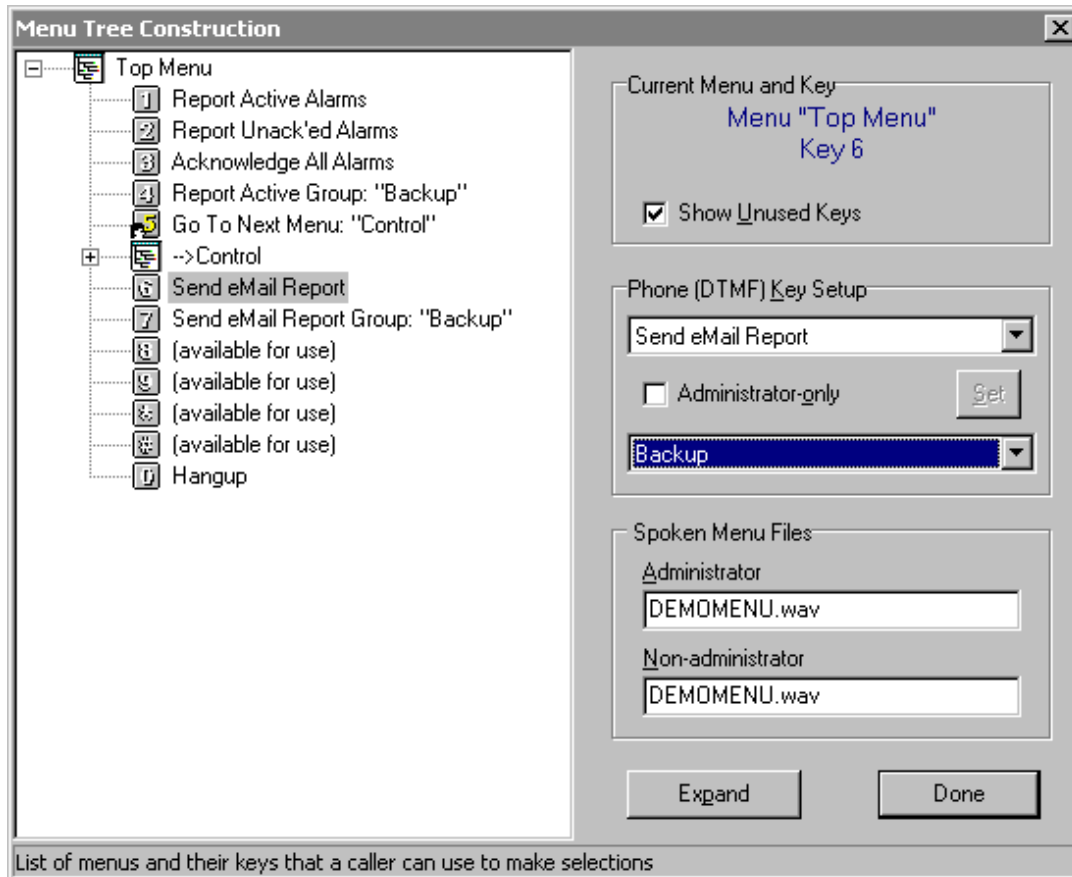 Menu Tree Construction
Top Menu
1 Report Active Alarms
2 Report Unack'ed Alarms
3 Acknowledge All Alarms
4 Report Active Group: "Backup"
5 Go To Next Menu: "Control"
-->Control
6 Send eMail Report
7 Send eMail Report Group: "Backup"
8 (available for use)
9 (available for use)
* (available for use)
# (available for use)
0 Hangup
Current Menu and Key
Menu "Top Menu"
Key 6
Show Unused Keys
Phone (DTMF) Key Setup
Send eMail Report
Administrator-only
Set
Backup
Spoken Menu Files
Administrator
DEMOMENU.wav
Non-administrator
DEMOMENU.wav
Expand
Done
List of menus and their keys that a caller can use to make selections